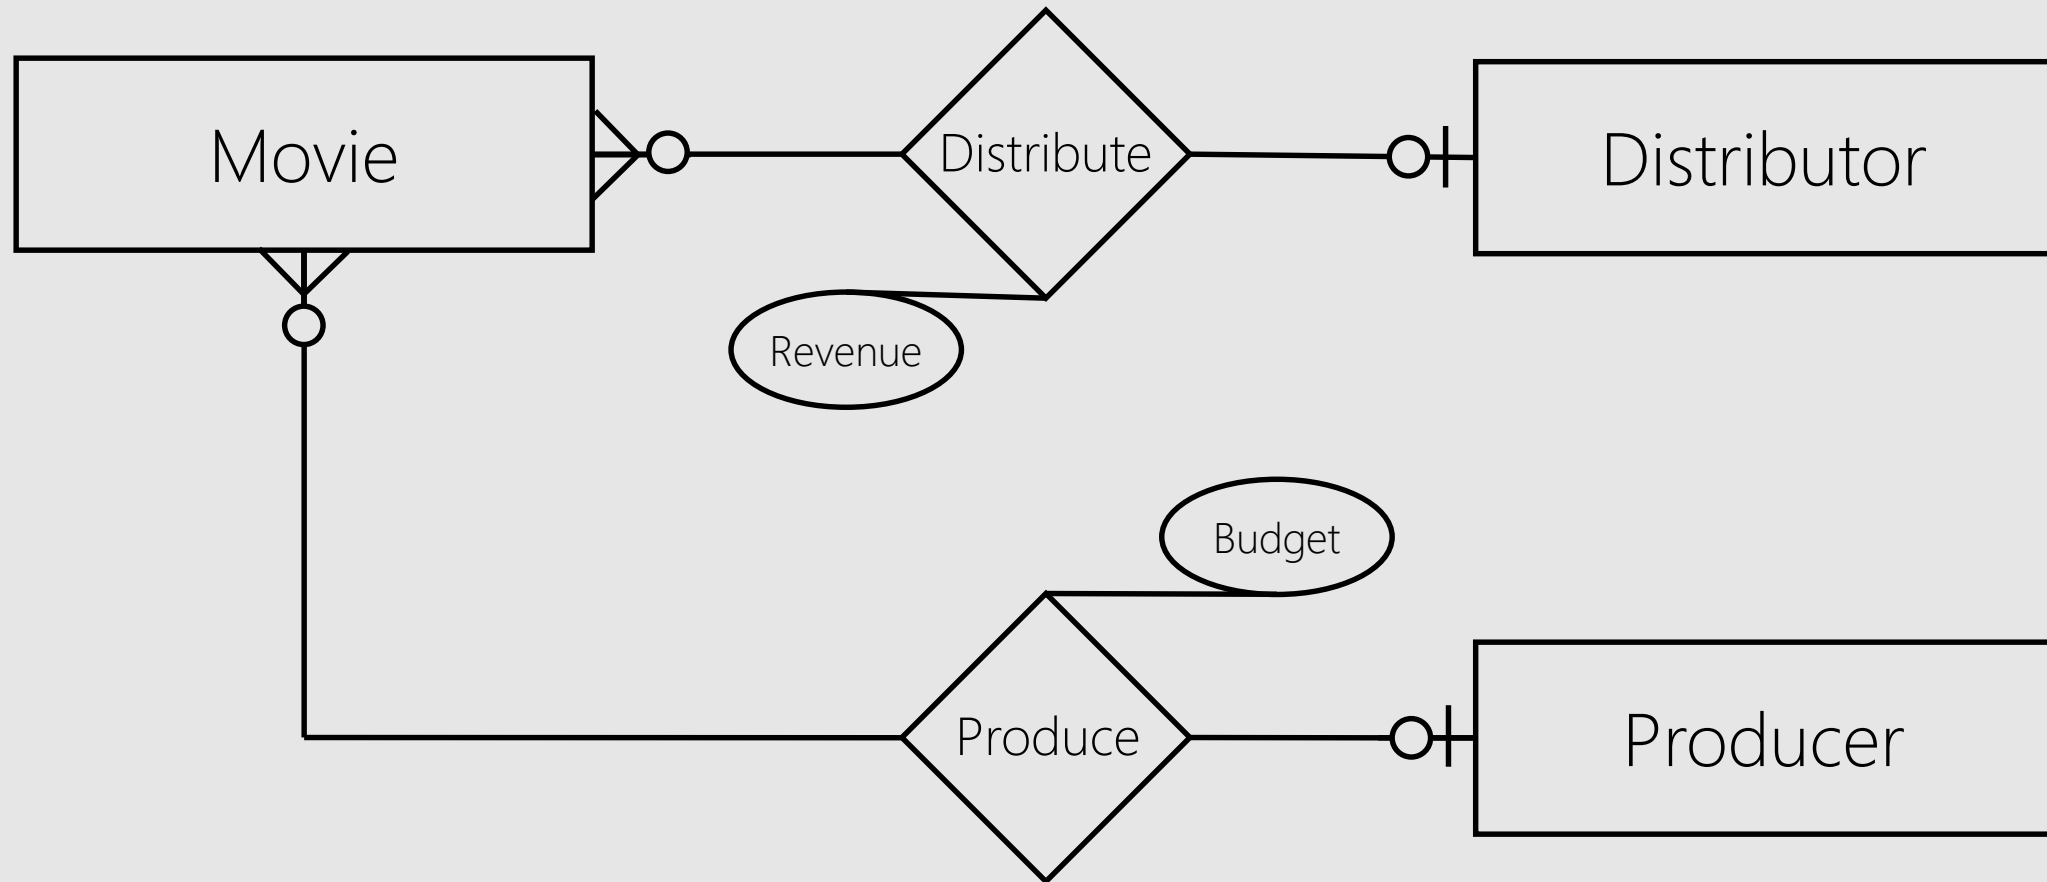 Movie
Distribute
Distributor
Revenue
Budget
Produce
Producer